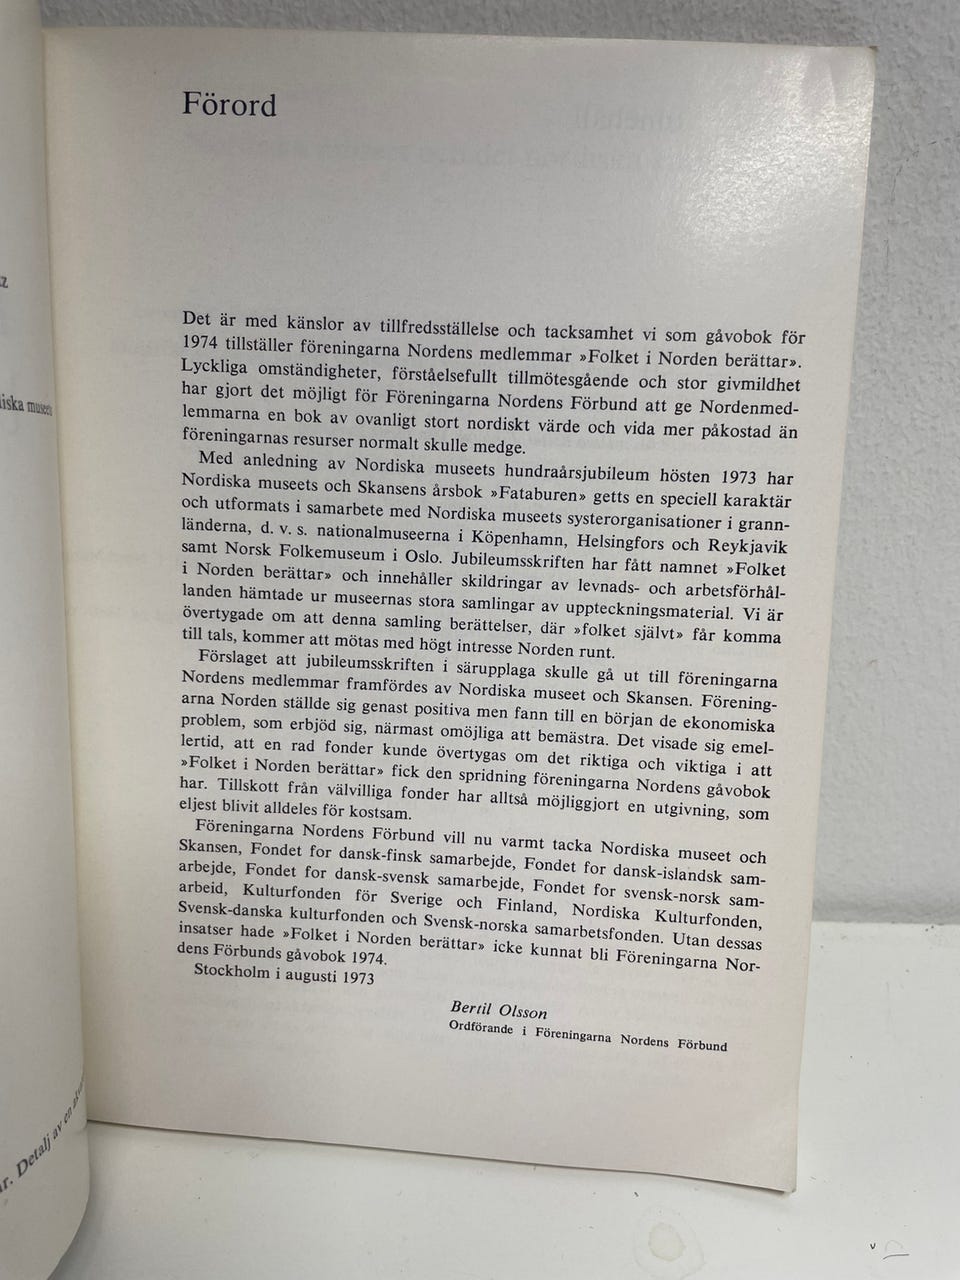 Förord
Det är med känslor av tillfredsställelse och tacksamhet vi som gåvobok för
1974 tillställer föreningarna Nordens medlemmar »Folket i Norden berättar».
Lyckliga omständigheter, förståelsefullt tillmötesgående och stor givmildhet
har gjort det möjligt för Föreningarna Nordens Förbund att ge Nordenmed-
lemmarna en bok av ovanligt stort nordiskt värde och vida mer påkostad än
föreningarnas resurser normalt skulle medge.
Med anledning av Nordiska museets hundraårsjubileum hösten 1973 har
Nordiska museets och Skansens årsbok »Fataburen» getts en speciell karaktär
och utformats i samarbete med Nordiska museets systerorganisationer i grann-
länderna, d. v. s. nationalmuseerna i Köpenhamn, Helsingfors och Reykjavik
samt Norsk Folkemuseum i Oslo. Jubileumsskriften har fått namnet »Folket
i Norden berättar» och innehåller skildringar av levnads- och arbetsförhål-
landen hämtade ur museernas stora samlingar av uppteckningsmaterial. Vi är
övertygade om att denna samling berättelser, där »folket självt» får komma
till tals, kommer att mötas med högt intresse Norden runt.
Förslaget att jubileumsskriften i särupplaga skulle gå ut till föreningarna
Nordens medlemmar framfördes av Nordiska museet och Skansen. Förening-
arna Norden ställde sig genast positiva men fann till en början de ekonomiska
problem, som erbjöd sig, närmast omöjliga att bemästra. Det visade sig emel-
lertid, att en rad fonder kunde övertygas om det riktiga och viktiga i att
»Folket i Norden berättar» fick den spridning föreningarna Nordens gåvobok
har. Tillskott från välvilliga fonder har alltså möjliggjort en utgivning, som
eljest blivit alldeles för kostsam.
Föreningarna Nordens Förbund vill nu varmt tacka Nordiska museet och
Skansen, Fondet for dansk-finsk samarbejde, Fondet for dansk-islandsk sam-
arbejde, Fondet for dansk-svensk samarbejde, Fondet for svensk-norsk sam-
arbeid, Kulturfonden för Sverige och Finland, Nordiska Kulturfonden,
Svensk-danska kulturfonden och Svensk-norska samarbetsfonden. Utan dessas
insatser hade »Folket i Norden berättar» icke kunnat bli Föreningarna Nor-
dens Förbunds gåvobok 1974.
Stockholm i augusti 1973
Bertil Olsson
Ordförande i Föreningarna Nordens Förbund
iska museets
r. Detalj av en